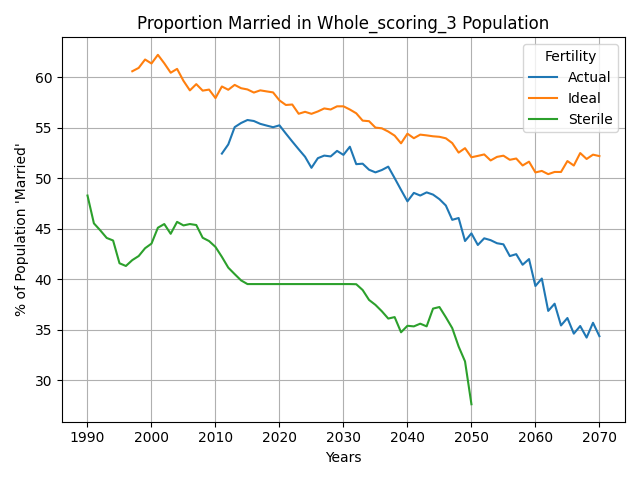 Proportion Married in Whole_scoring_3 Population
Fertility
Actual
Ideal
Sterile
% of Population 'Married'
60
55
50
45
40
35
30
1990 2000 2010 2020 2030 2040 2050 2060 2070
Years